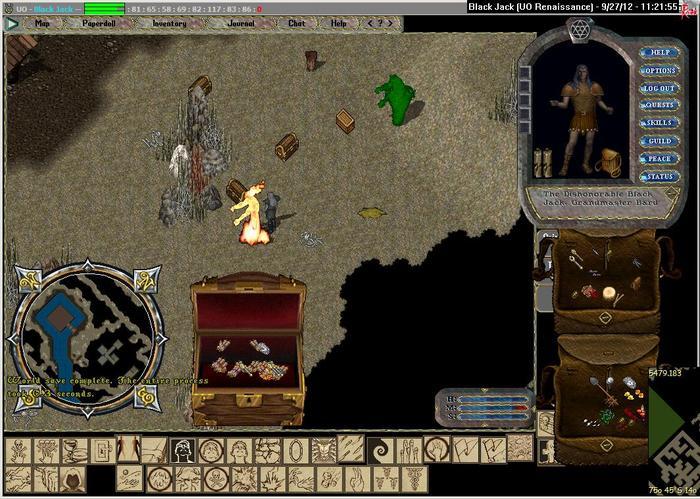 UO - Black Jack — :81:65:58:69:82:117:83:86:0
Black Jack [UO Renaissance] - 9/27/12 - 11:21:55
Map Paperdoll Inventory Journal Chat Help < ? >
HELP
OPTIONS
LOG OUT
QUESTS
SKILLS
GUILD
PEACE
STATUS
The Dishonorable Black
Jack, Grandmaster Bard
5479.183
World save complete. The entire process
took seconds.